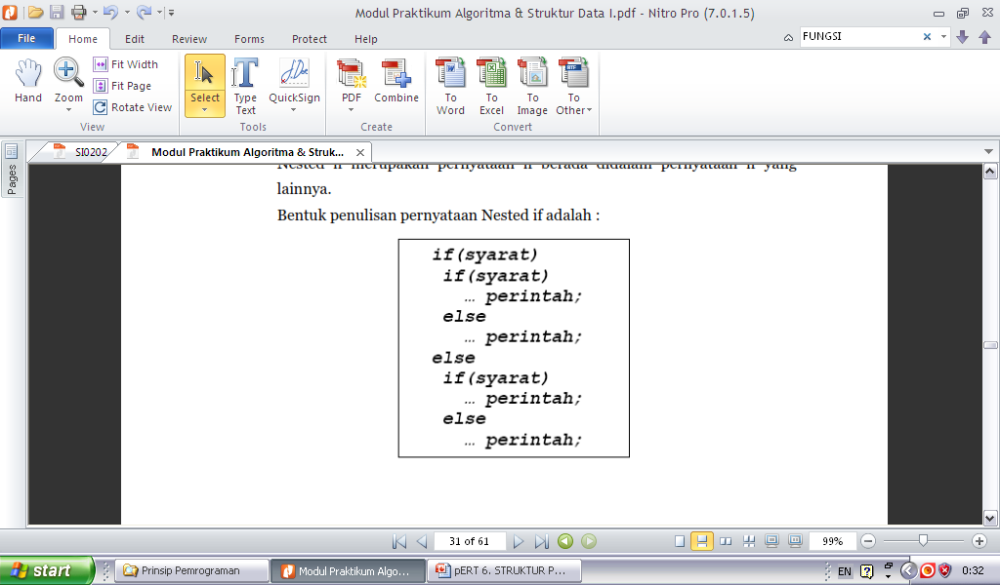 Modul Praktikum Algoritma & Struktur Data I.pdf - Nitro Pro (7.0.1.5)
File Home Edit Review Forms Protect Help FUNGSI
Hand
Zoom
Fit Width
Fit Page
Rotate View
View
Select
Type Text
QuickSign
Tools
PDF
Combine
Create
To Word
To Excel
To Image
To Other
Convert
SI0202
Modul Praktikum Algoritma & Struk...
Pages
Nested if merupakan pernyataan if berada didalam pernyataan if yang
lainnya.
Bentuk penulisan pernyataan Nested if adalah :
if(syarat)
if(syarat)
… perintah;
else
… perintah;
else
if(syarat)
… perintah;
else
… perintah;
31 of 61
99%
start
Prinsip Pemrograman
Modul Praktikum Algo...
pERT 6. STRUKTUR P...
EN
0:32